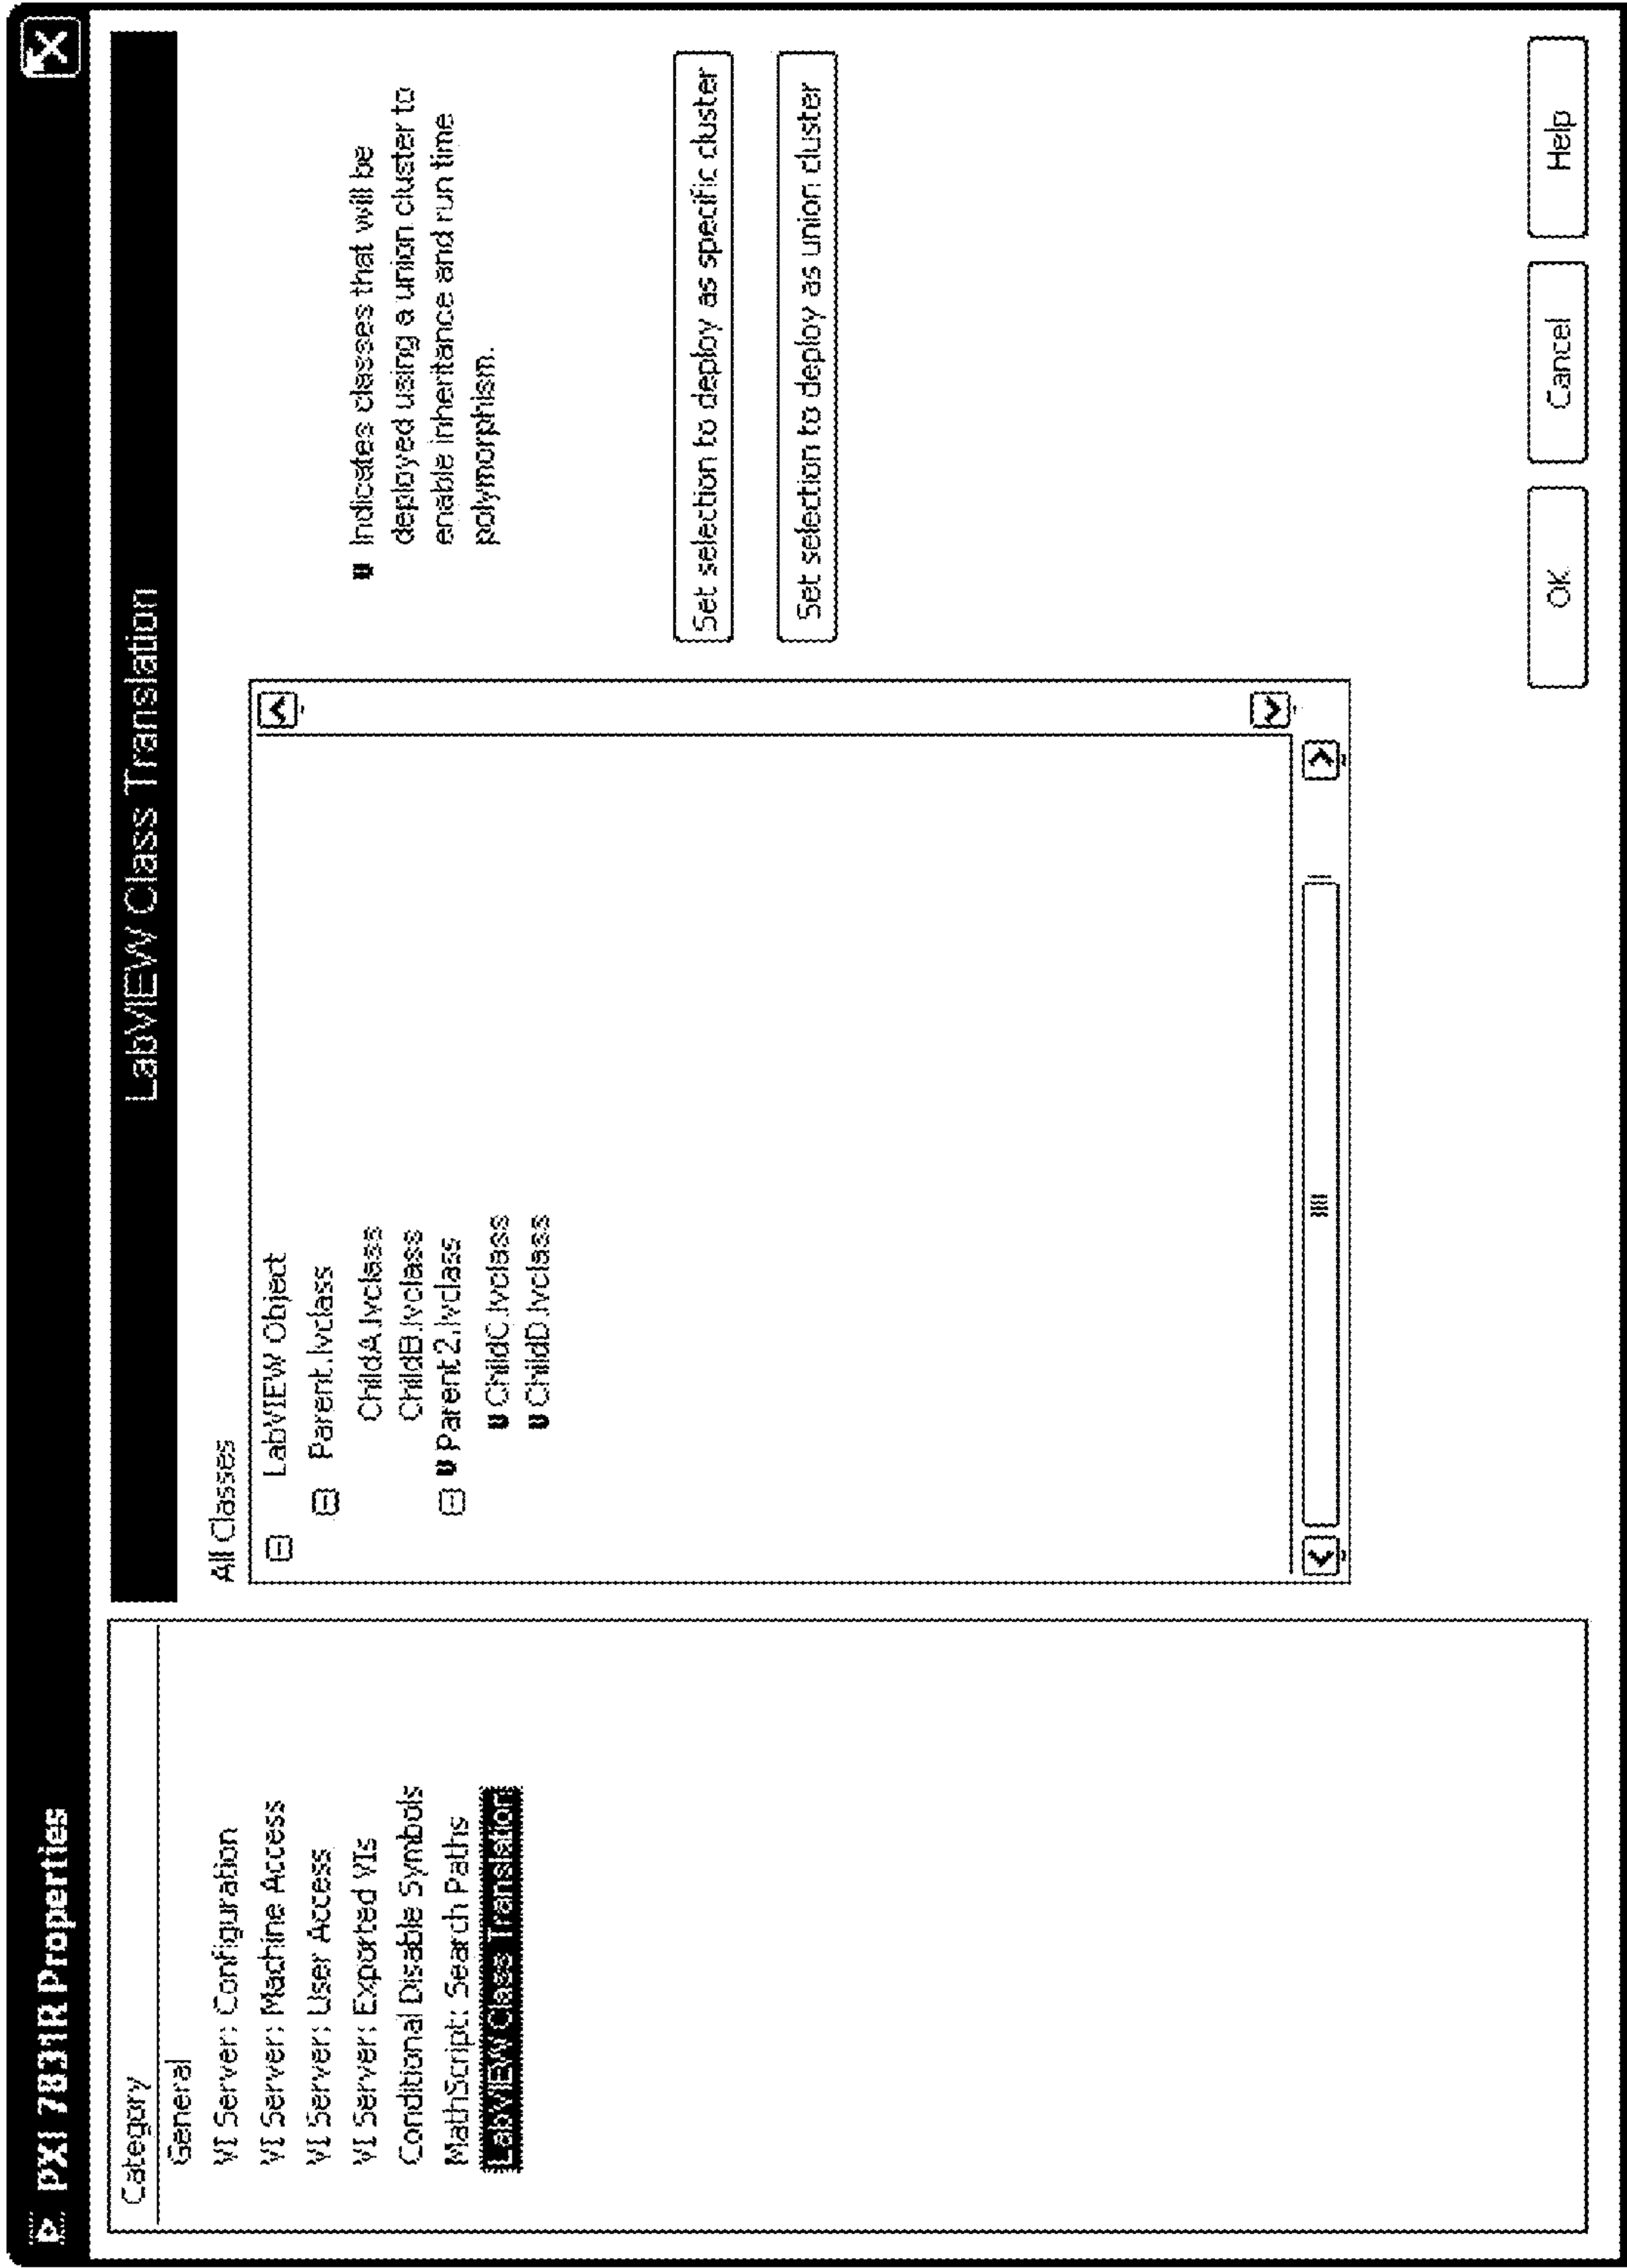 PXI 7831R Properties
Category
General
VI Server: Configuration
VI Server: Machine Access
VI Server: User Access
VI Server: Exported VIs
Conditional Disable Symbols
MathScript: Search Paths
LabVIEW Class Translation
LabVIEW Class Translation
All Classes
LabVIEW Object
Parent.lvclass
ChildA.lvclass
ChildB.lvclass
U Parent2.lvclass
U ChildC.lvclass
U ChildD.lvclass
U Indicates classes that will be
deployed using a union cluster to
enable inheritance and run time
polymorphism.
Set selection to deploy as specific cluster
Set selection to deploy as union cluster
OK
Cancel
Help